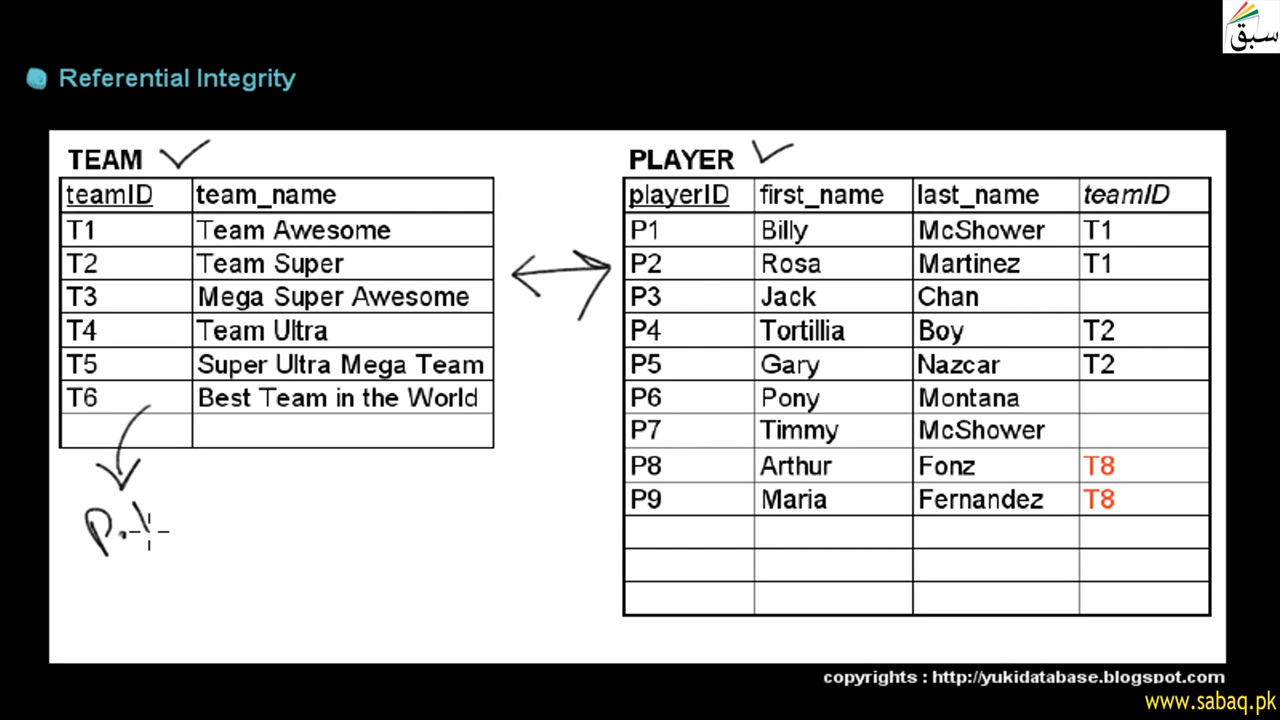 سبق
Referential Integrity
TEAM
teamID team_name
T1 Team Awesome
T2 Team Super
T3 Mega Super Awesome
T4 Team Ultra
T5 Super Ultra Mega Team
T6 Best Team in the World
PLAYER
playerID first_name last_name teamID
P1 Billy McShower T1
P2 Rosa Martinez T1
P3 Jack Chan
P4 Tortillia Boy T2
P5 Gary Nazcar T2
P6 Pony Montana
P7 Timmy McShower
P8 Arthur Fonz T8
P9 Maria Fernandez T8
copyrights : http://yukidatabase.blogspot.com
www.sabaq.pk